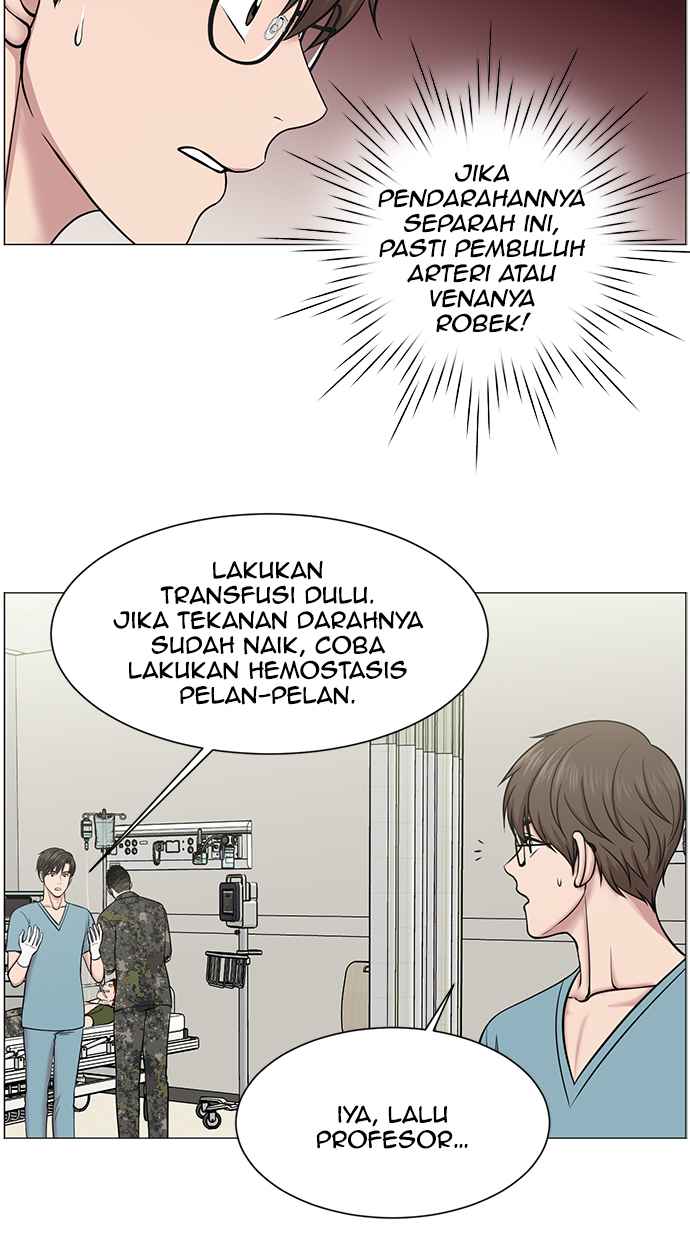 JIKA
PENDARAHANNYA
SEPARAH INI,
PASTI PEMBULUH
ARTERI ATAU
VENANYA
ROBEK!
LAKUKAN
TRANSFUSI DULU.
JIKA TEKANAN DARAHNYA
SUDAH NAIK, COBA
LAKUKAN HEMOSTASIS
PELAN-PELAN.
IYA, LALU
PROFESOR...